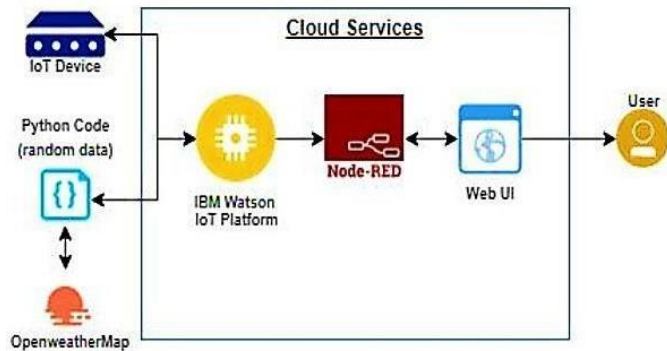 Cloud Services
IoT Device
Python Code
(random data)
{}
OpenweatherMap
IBM Watson
IoT Platform
Node-RED
Web UI
User